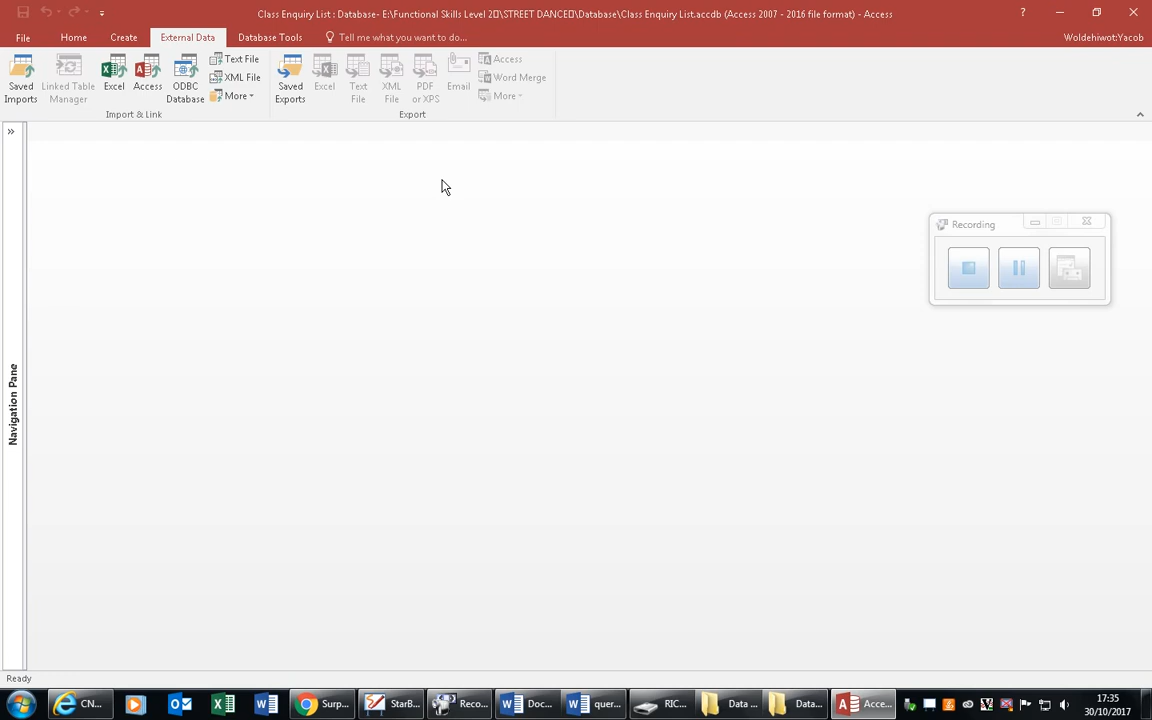 Class Enquiry List : Database- E:\Functional Skills Level 2\STREET DANCE\Database\Class Enquiry List.accdb (Access 2007 - 2016 file format) - Access
?
File
Home
Create
External Data
Database Tools
Tell me what you want to do...
Woldehiwot:Yacob
Saved Imports
Linked Table Manager
Excel
Access
ODBC Database
Text File
XML File
More
Import & Link
Saved Exports
Excel
Text File
XML File
PDF or XPS
Email
Access
Word Merge
More
Export
»
Recording
Navigation Pane
Ready
CN...
Surp...
StarB...
Reco...
Doc...
quer...
RIC...
Data ...
Data...
Acce...
17:35
30/10/2017